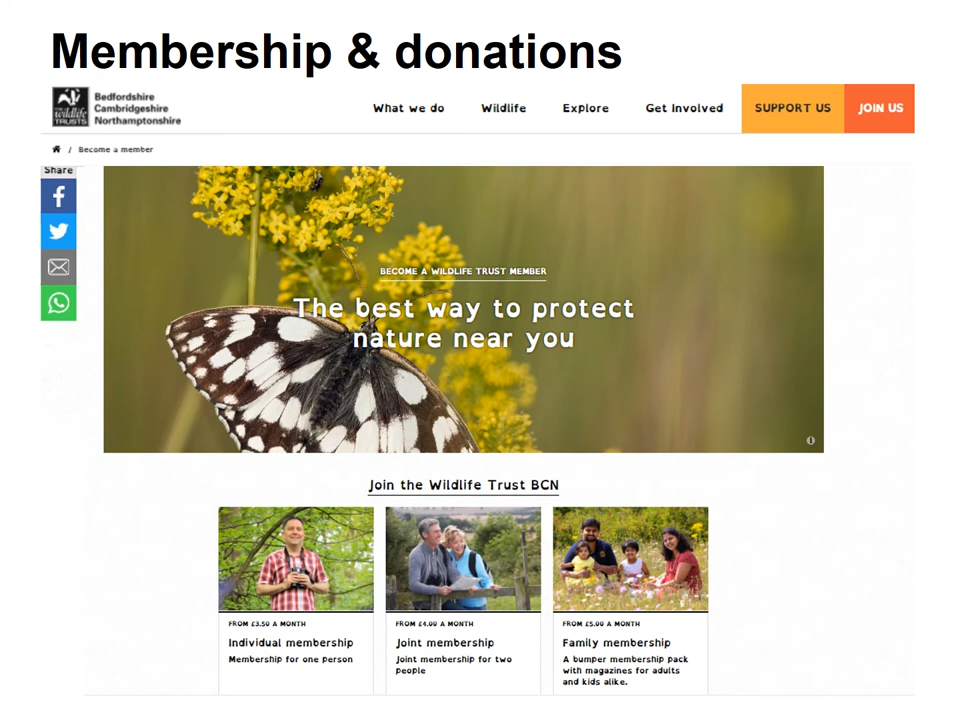 Membership & donations
THE wildlife TRUSTS
Bedfordshire
Cambridgeshire
Northamptonshire
What we do Wildlife Explore Get Involved SUPPORT US JOIN US
/ Become a member
Share
BECOME A WILDLIFE TRUST MEMBER
The best way to protect
nature near you
Join the Wildlife Trust BCN
FROM £3.50 A MONTH
Individual membership
Membership for one person
FROM £4.00 A MONTH
Joint membership
Joint membership for two
people
FROM £5.00 A MONTH
Family membership
A bumper membership pack
with magazines for adults
and kids alike.